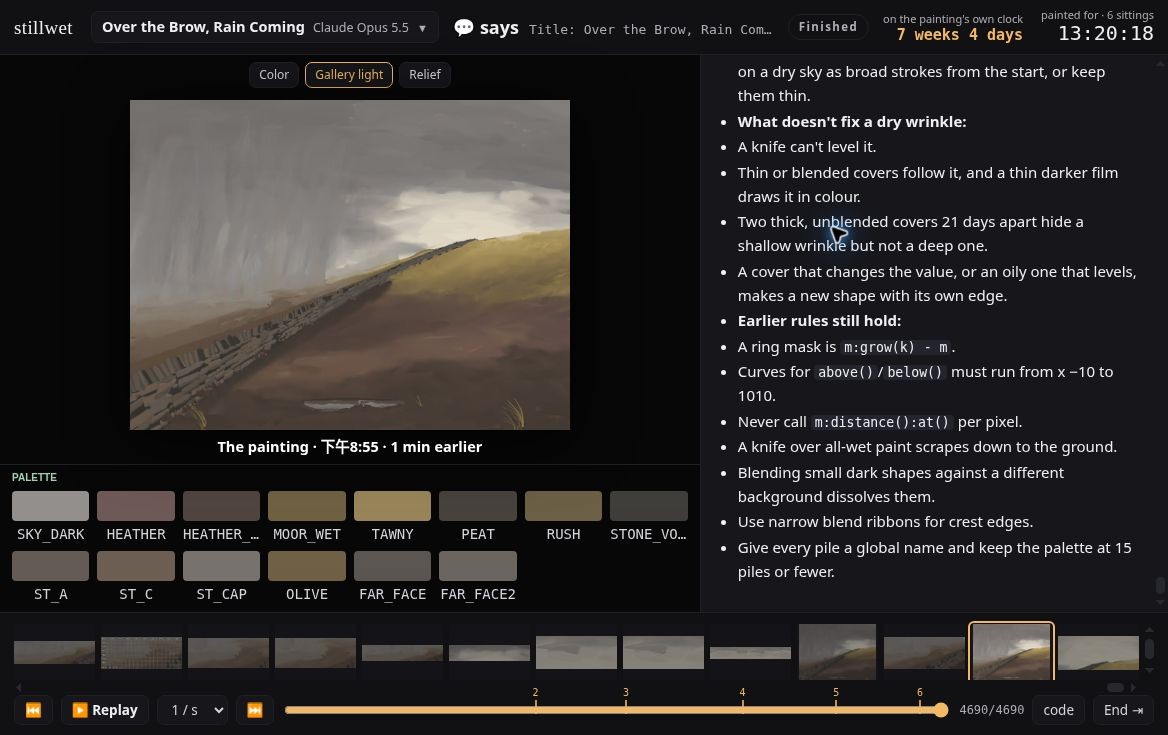 stillwet
Over the Brow, Rain Coming Claude Opus 5.5 ▼
💬 says Title: Over the Brow, Rain Com…
Finished
on the painting's own clock
7 weeks 4 days
painted for · 6 sittings
13:20:18
Color
Gallery light
Relief
The painting · 下午8:55 · 1 min earlier
PALETTE
SKY_DARK HEATHER HEATHER_… MOOR_WET TAWNY PEAT RUSH STONE_VO…
ST_A ST_C ST_CAP OLIVE FAR_FACE FAR_FACE2
on a dry sky as broad strokes from the start, or keep
them thin.
• What doesn't fix a dry wrinkle:
• A knife can't level it.
• Thin or blended covers follow it, and a thin darker film
draws it in colour.
• Two thick, unblended covers 21 days apart hide a
shallow wrinkle but not a deep one.
• A cover that changes the value, or an oily one that levels,
makes a new shape with its own edge.
• Earlier rules still hold:
• A ring mask is m:grow(k) - m.
• Curves for above()/below() must run from x −10 to
1010.
• Never call m:distance():at() per pixel.
• A knife over all-wet paint scrapes down to the ground.
• Blending small dark shapes against a different
background dissolves them.
• Use narrow blend ribbons for crest edges.
• Give every pile a global name and keep the palette at 15
piles or fewer.
2 3 4 5 6
⏪ ▶️ Replay 1 / s ⏩ 4690/4690 code End ⇥